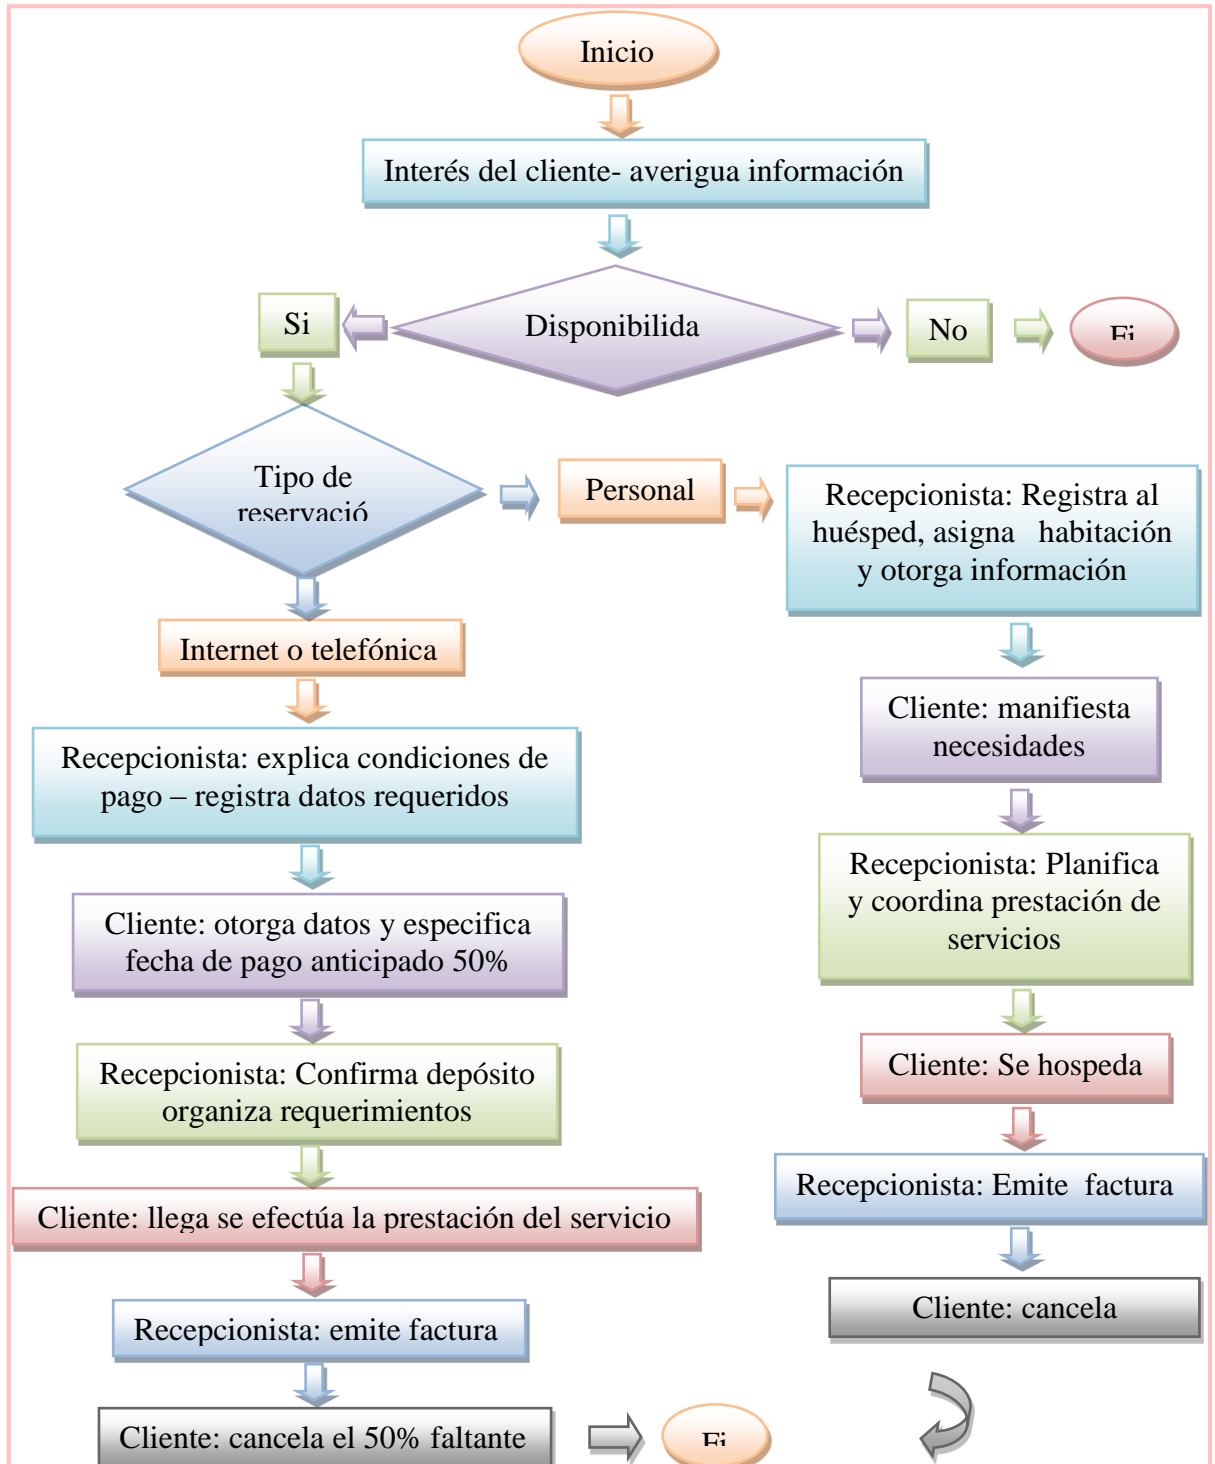 Inicio
Interés del cliente- averigua información
Si
Disponibilida
No
Fi
Tipo de
reservació
Personal
Recepcionista: Registra al
huésped, asigna habitación
y otorga información
Internet o telefónica
Cliente: manifiesta
necesidades
Recepcionista: explica condiciones de
pago – registra datos requeridos
Recepcionista: Planifica
y coordina prestación de
servicios
Cliente: otorga datos y especifica
fecha de pago anticipado 50%
Cliente: Se hospeda
Recepcionista: Confirma depósito
organiza requerimientos
Recepcionista: Emite factura
Cliente: llega se efectúa la prestación del servicio
Cliente: cancela
Recepcionista: emite factura
Cliente: cancela el 50% faltante
Fi